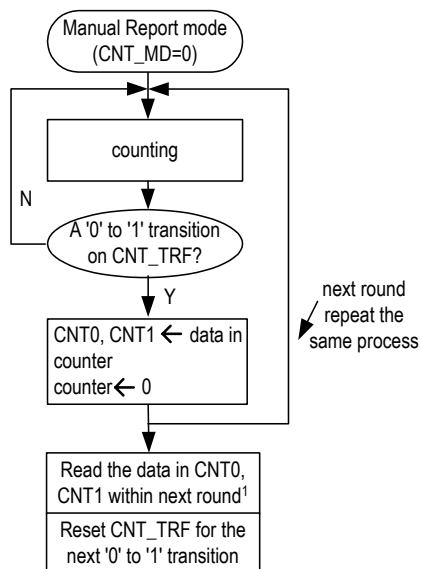 Manual Report mode
(CNT_MD=0)
counting
N
A '0' to '1' transition
on CNT_TRF?
Y
CNT0, CNT1 ← data in
counter
counter← 0
next round
repeat the
same process
Read the data in CNT0,
CNT1 within next round¹
Reset CNT_TRF for the
next '0' to '1' transition